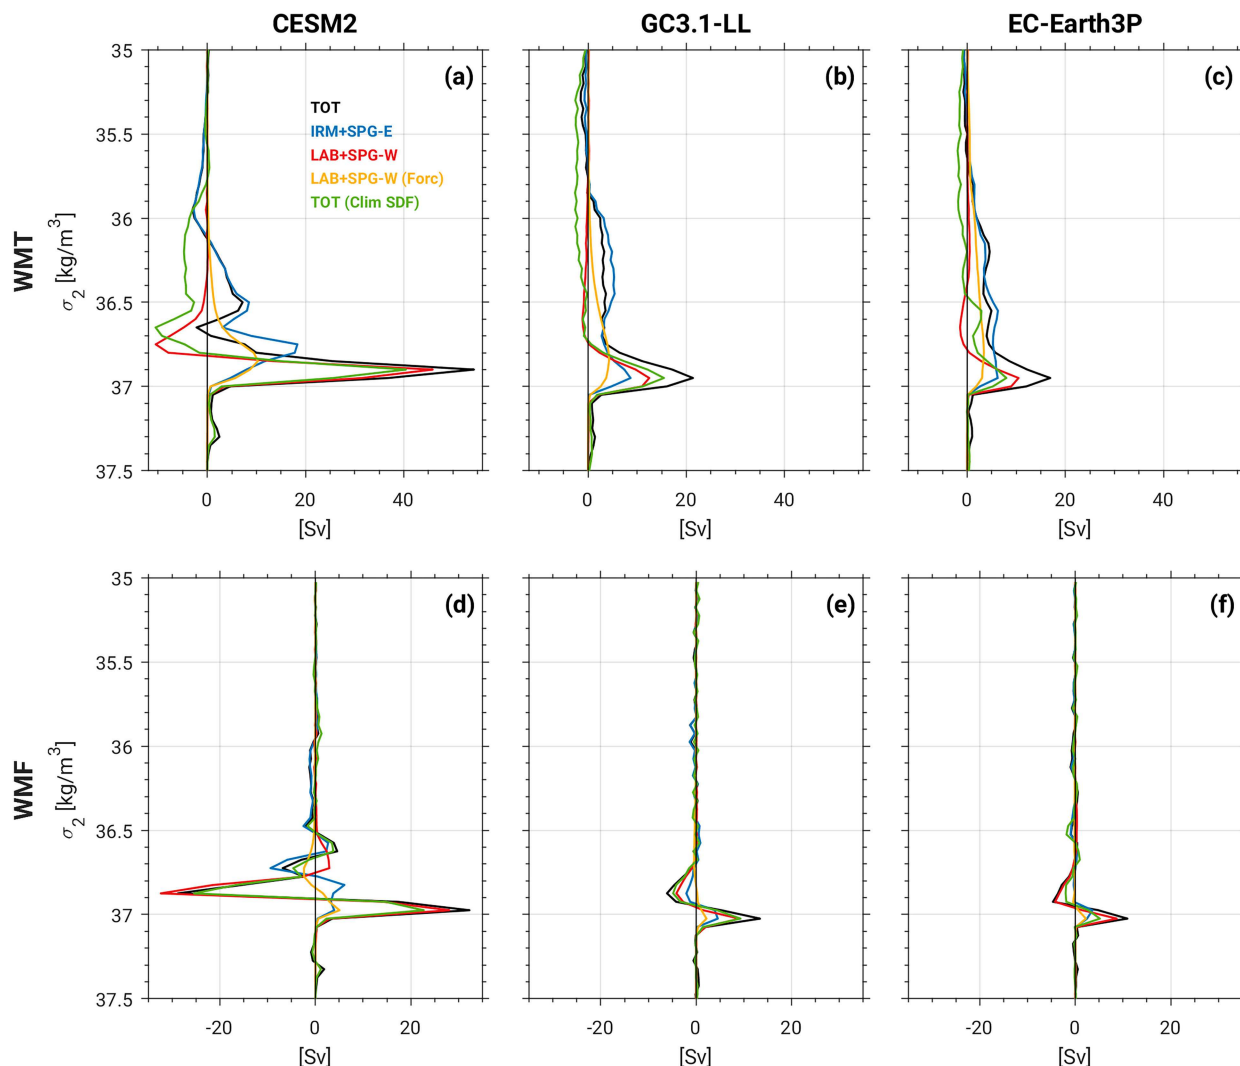 CESM2 GC3.1-LL EC-Earth3P
WMT
σ2 [kg/m3]
35
35.5
36
36.5
37
37.5
(a)
TOT
IRM+SPG-E
LAB+SPG-W
LAB+SPG-W (Forc)
TOT (Clim SDF)
0 20 40
[Sv]
(b)
0 20 40
[Sv]
(c)
0 20 40
[Sv]
WMF
σ2 [kg/m3]
35
35.5
36
36.5
37
37.5
(d)
-20 0 20
[Sv]
(e)
-20 0 20
[Sv]
(f)
-20 0 20
[Sv]